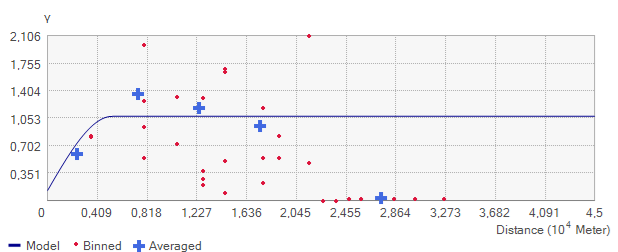 γ
2,106
1,755
1,404
1,053
0,702
0,351
0 0,409 0,818 1,227 1,636 2,045 2,455 2,864 3,273 3,682 4,091 4,5
Distance (10⁴ Meter)
Model Binned Averaged